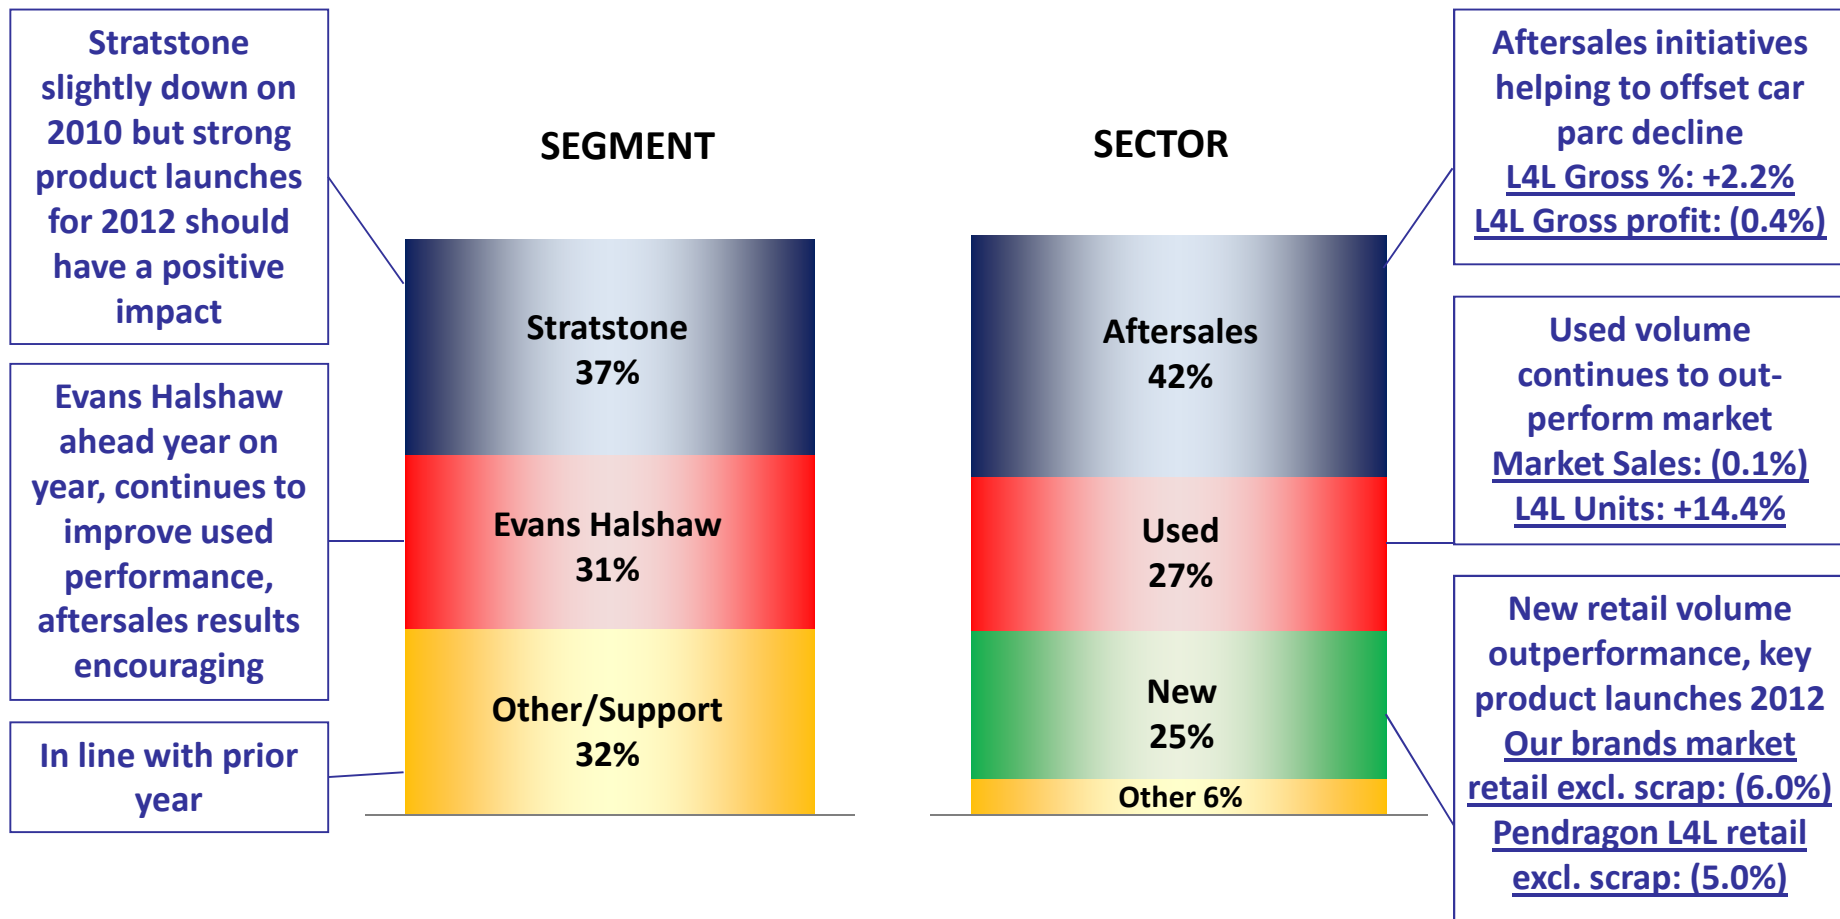 Stratstone
slightly down on
2010 but strong
product launches
for 2012 should
have a positive
impact
Evans Halshaw
ahead year on
year, continues to
improve used
performance,
aftersales results
encouraging
In line with prior
year
SEGMENT
Stratstone
37%
Evans Halshaw
31%
Other/Support
32%
SECTOR
Aftersales
42%
Used
27%
New
25%
Other 6%
Aftersales initiatives
helping to offset car
parc decline
L4L Gross %: +2.2%
L4L Gross profit: (0.4%)
Used volume
continues to out-
perform market
Market Sales: (0.1%)
L4L Units: +14.4%
New retail volume
outperformance, key
product launches 2012
Our brands market
retail excl. scrap: (6.0%)
Pendragon L4L retail
excl. scrap: (5.0%)